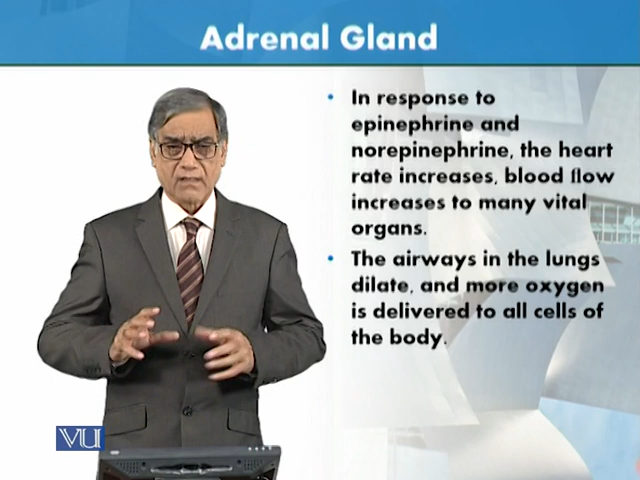 Adrenal Gland
• In response to
epinephrine and
norepinephrine, the heart
rate increases, blood flow
increases to many vital
organs.
• The airways in the lungs
dilate, and more oxygen
is delivered to all cells of
the body.
VU